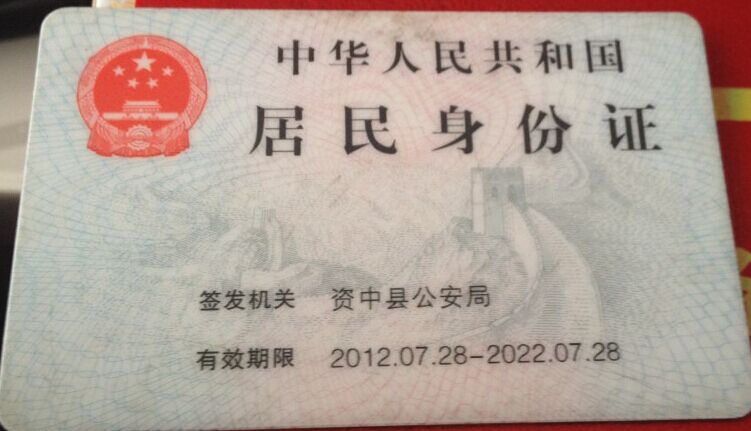 中华人民共和国
居民身份证
签发机关 资中县公安局
有效期限 2012.07.28-2022.07.28